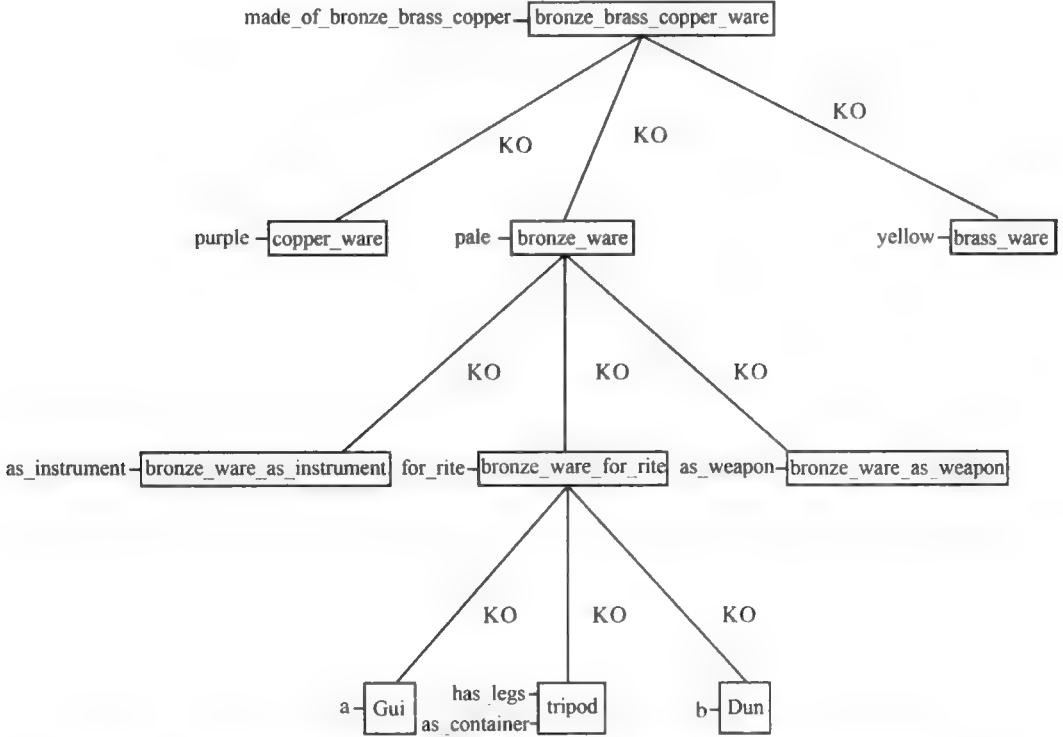 made_of_bronze_brass_copper bronze_brass_copper_ware
KO KO KO
purple copper_ware pale bronze_ware yellow brass_ware
KO KO KO
as_instrument bronze_ware_as_instrument for_rite bronze_ware_for_rite as_weapon bronze_ware_as_weapon
KO KO KO
a Gui has_legs as_container tripod b Dun